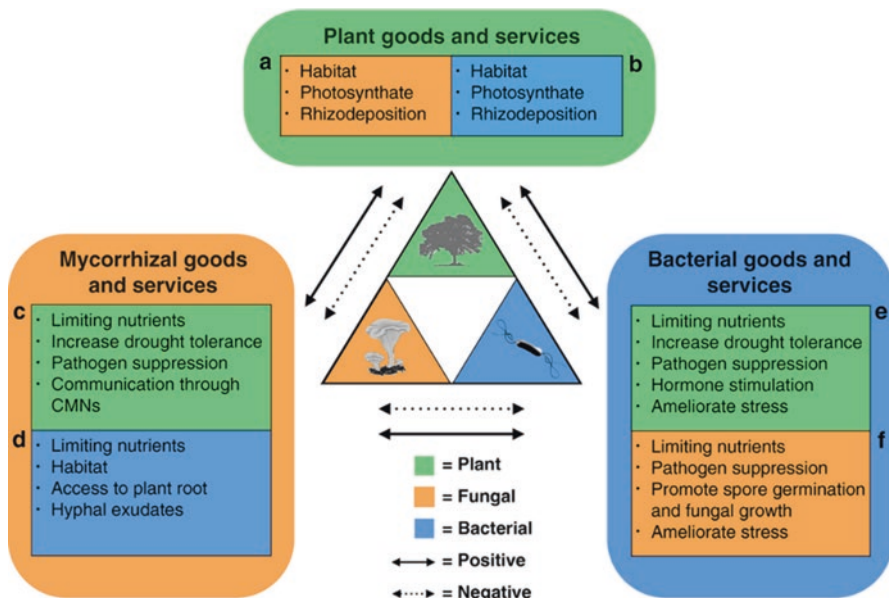 Plant goods and services
a
· Habitat
· Photosynthate
· Rhizodeposition
b
· Habitat
· Photosynthate
· Rhizodeposition
Mycorrhizal goods
and services
c
· Limiting nutrients
· Increase drought tolerance
· Pathogen suppression
· Communication through
CMNs
d
· Limiting nutrients
· Habitat
· Access to plant root
· Hyphal exudates
Bacterial goods and
services
e
· Limiting nutrients
· Increase drought tolerance
· Pathogen suppression
· Hormone stimulation
· Ameliorate stress
f
· Limiting nutrients
· Pathogen suppression
· Promote spore germination
and fungal growth
· Ameliorate stress
= Plant
= Fungal
= Bacterial
= Positive
= Negative